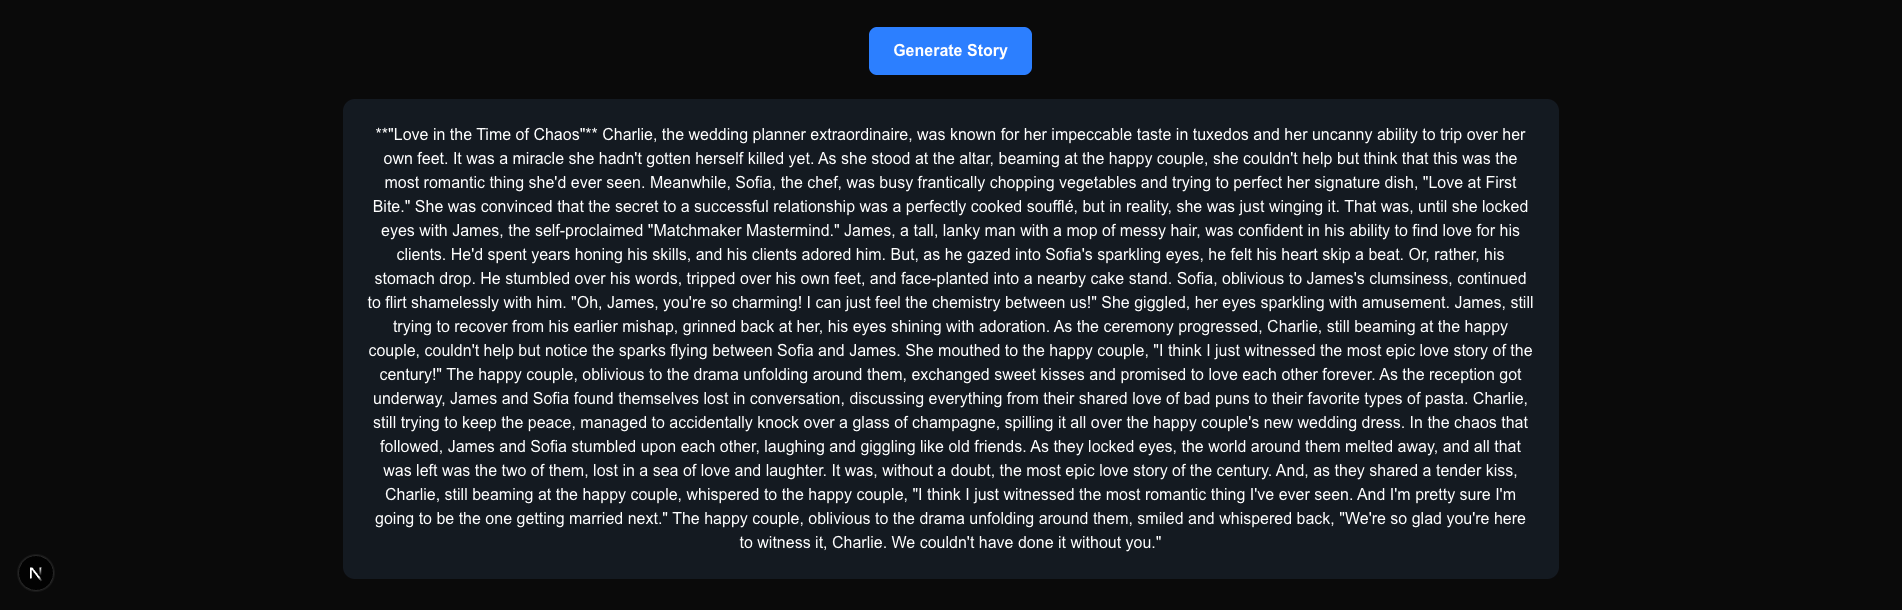 Generate Story
**"Love in the Time of Chaos"** Charlie, the wedding planner extraordinaire, was known for her impeccable taste in tuxedos and her uncanny ability to trip over her
own feet. It was a miracle she hadn't gotten herself killed yet. As she stood at the altar, beaming at the happy couple, she couldn't help but think that this was the
most romantic thing she'd ever seen. Meanwhile, Sofia, the chef, was busy frantically chopping vegetables and trying to perfect her signature dish, "Love at First
Bite." She was convinced that the secret to a successful relationship was a perfectly cooked soufflé, but in reality, she was just winging it. That was, until she locked
eyes with James, the self-proclaimed "Matchmaker Mastermind." James, a tall, lanky man with a mop of messy hair, was confident in his ability to find love for his
clients. He'd spent years honing his skills, and his clients adored him. But, as he gazed into Sofia's sparkling eyes, he felt his heart skip a beat. Or, rather, his
stomach drop. He stumbled over his words, tripped over his own feet, and face-planted into a nearby cake stand. Sofia, oblivious to James's clumsiness, continued
to flirt shamelessly with him. "Oh, James, you're so charming! I can just feel the chemistry between us!" She giggled, her eyes sparkling with amusement. James, still
trying to recover from his earlier mishap, grinned back at her, his eyes shining with adoration. As the ceremony progressed, Charlie, still beaming at the happy
couple, couldn't help but notice the sparks flying between Sofia and James. She mouthed to the happy couple, "I think I just witnessed the most epic love story of the
century!" The happy couple, oblivious to the drama unfolding around them, exchanged sweet kisses and promised to love each other forever. As the reception got
underway, James and Sofia found themselves lost in conversation, discussing everything from their shared love of bad puns to their favorite types of pasta. Charlie,
still trying to keep the peace, managed to accidentally knock over a glass of champagne, spilling it all over the happy couple's new wedding dress. In the chaos that
followed, James and Sofia stumbled upon each other, laughing and giggling like old friends. As they locked eyes, the world around them melted away, and all that
was left was the two of them, lost in a sea of love and laughter. It was, without a doubt, the most epic love story of the century. And, as they shared a tender kiss,
Charlie, still beaming at the happy couple, whispered to the happy couple, "I think I just witnessed the most romantic thing I've ever seen. And I'm pretty sure I'm
going to be the one getting married next." The happy couple, oblivious to the drama unfolding around them, smiled and whispered back, "We're so glad you're here
to witness it, Charlie. We couldn't have done it without you."
N